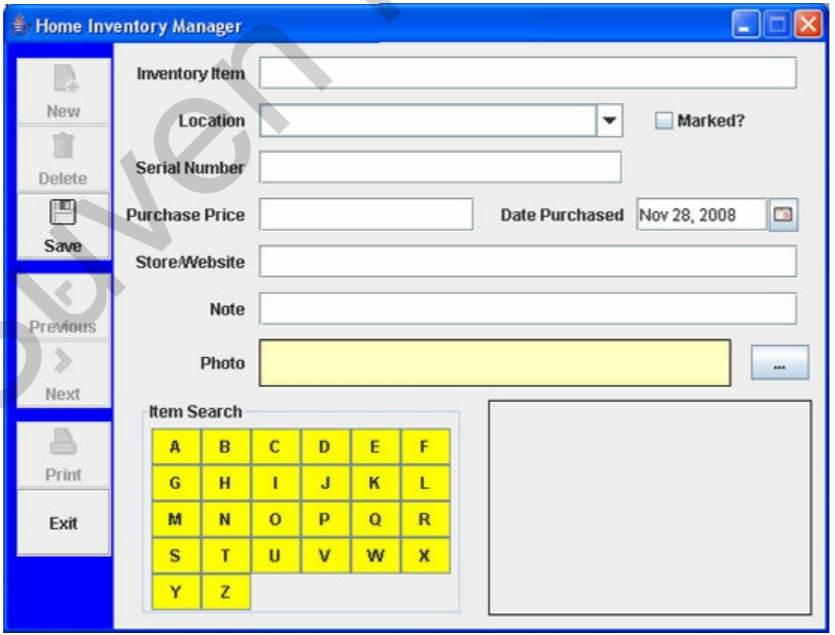 Home Inventory Manager
New
Delete
Save
Previous
Next
Print
Exit
Inventory Item
Location
Marked?
Serial Number
Purchase Price
Date Purchased Nov 28, 2008
Store/Website
Note
Photo
...
Item Search
A B C D E F
G H I J K L
M N O P Q R
S T U V W X
Y Z